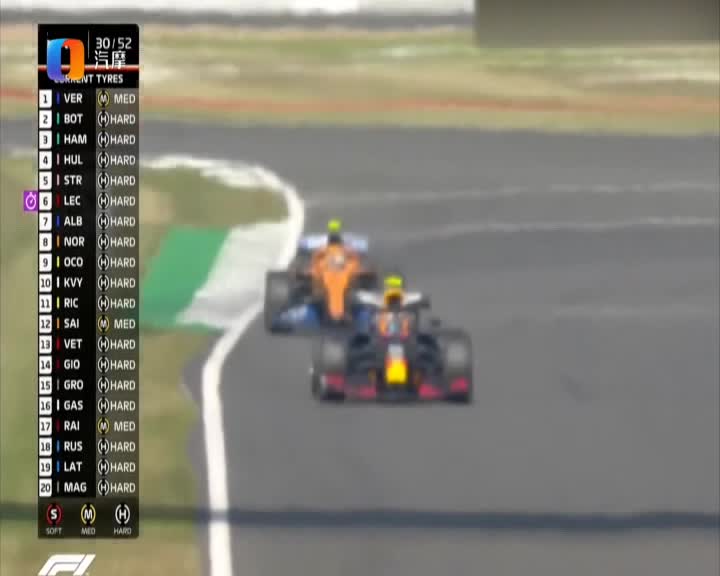 30/52
汽摩
CURRENT TYRES
1 VER M MED
2 BOT H HARD
3 HAM H HARD
4 HUL H HARD
5 STR H HARD
6 LEC H HARD
7 ALB H HARD
8 NOR H HARD
9 OCO H HARD
10 KVY H HARD
11 RIC H HARD
12 SAI M MED
13 VET H HARD
14 GIO H HARD
15 GRO H HARD
16 GAS H HARD
17 RAI M MED
18 RUS H HARD
19 LAT H HARD
20 MAG H HARD
S M H
SOFT MED HARD
F1